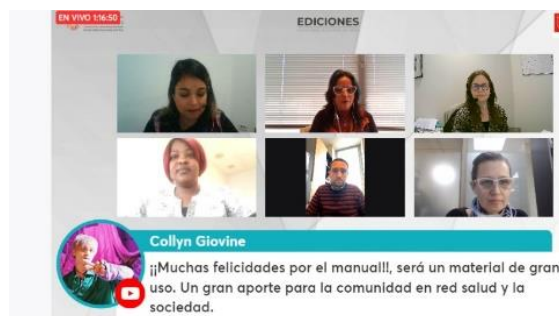 EN VIVO 1:16:50
EDICIONES
Collyn Giovine
¡¡Muchas felicidades por el manual!!, será un material de gran
uso. Un gran aporte para la comunidad en red salud y la
sociedad.